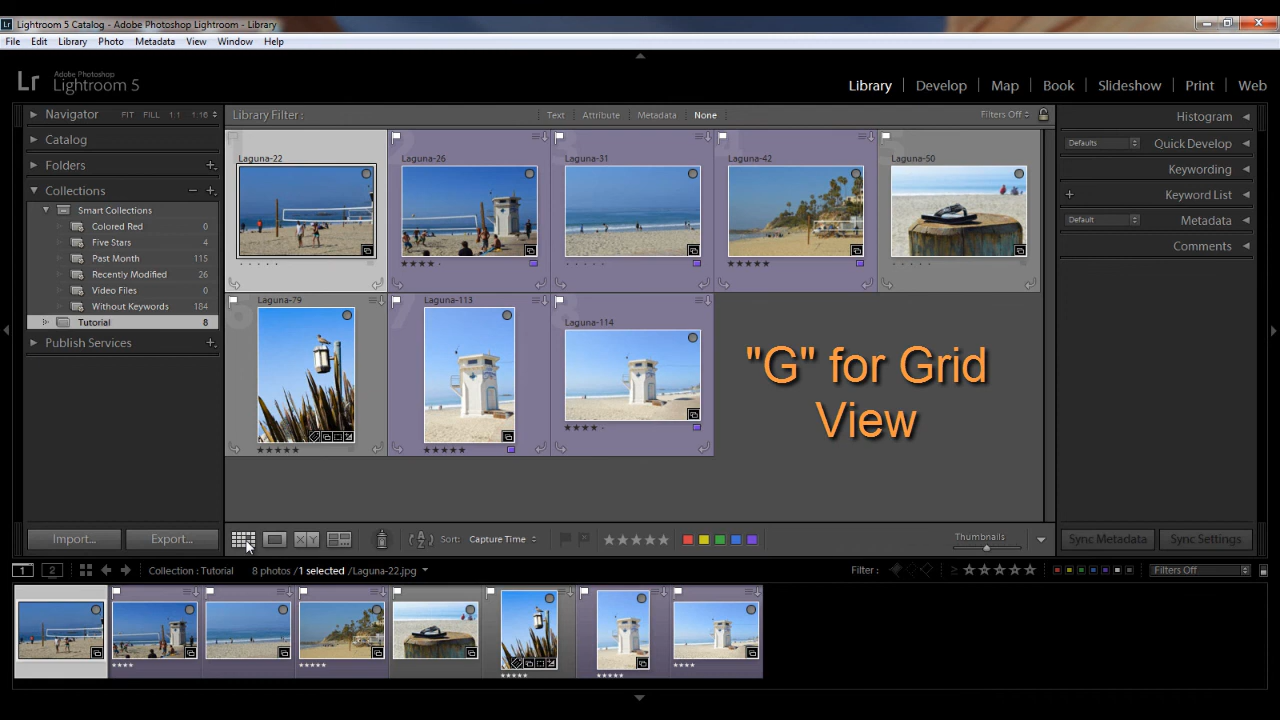 Lightroom 5 Catalog - Adobe Photoshop Lightroom - Library
File Edit Library Photo Metadata View Window Help
Lr Adobe Photoshop
Lightroom 5
Library | Develop | Map | Book | Slideshow | Print | Web
Navigator FIT FILL 1:1 1:16
Catalog
Folders
Collections
Smart Collections
Colored Red 0
Five Stars 4
Past Month 115
Recently Modified 26
Video Files 0
Without Keywords 184
Tutorial 8
Publish Services
Import... Export...
Library Filter : Text Attribute Metadata None Filters Off
Laguna-22 Laguna-26 Laguna-31 Laguna-42 Laguna-50
Laguna-79 Laguna-113 Laguna-114
"G" for Grid
View
Histogram
Defaults Quick Develop
Keywording
Keyword List
Default Metadata
Comments
Sort: Capture Time Thumbnails
Sync Metadata Sync Settings
1 2 Collection : Tutorial 8 photos / 1 selected / Laguna-22.jpg Filter : Filters Off